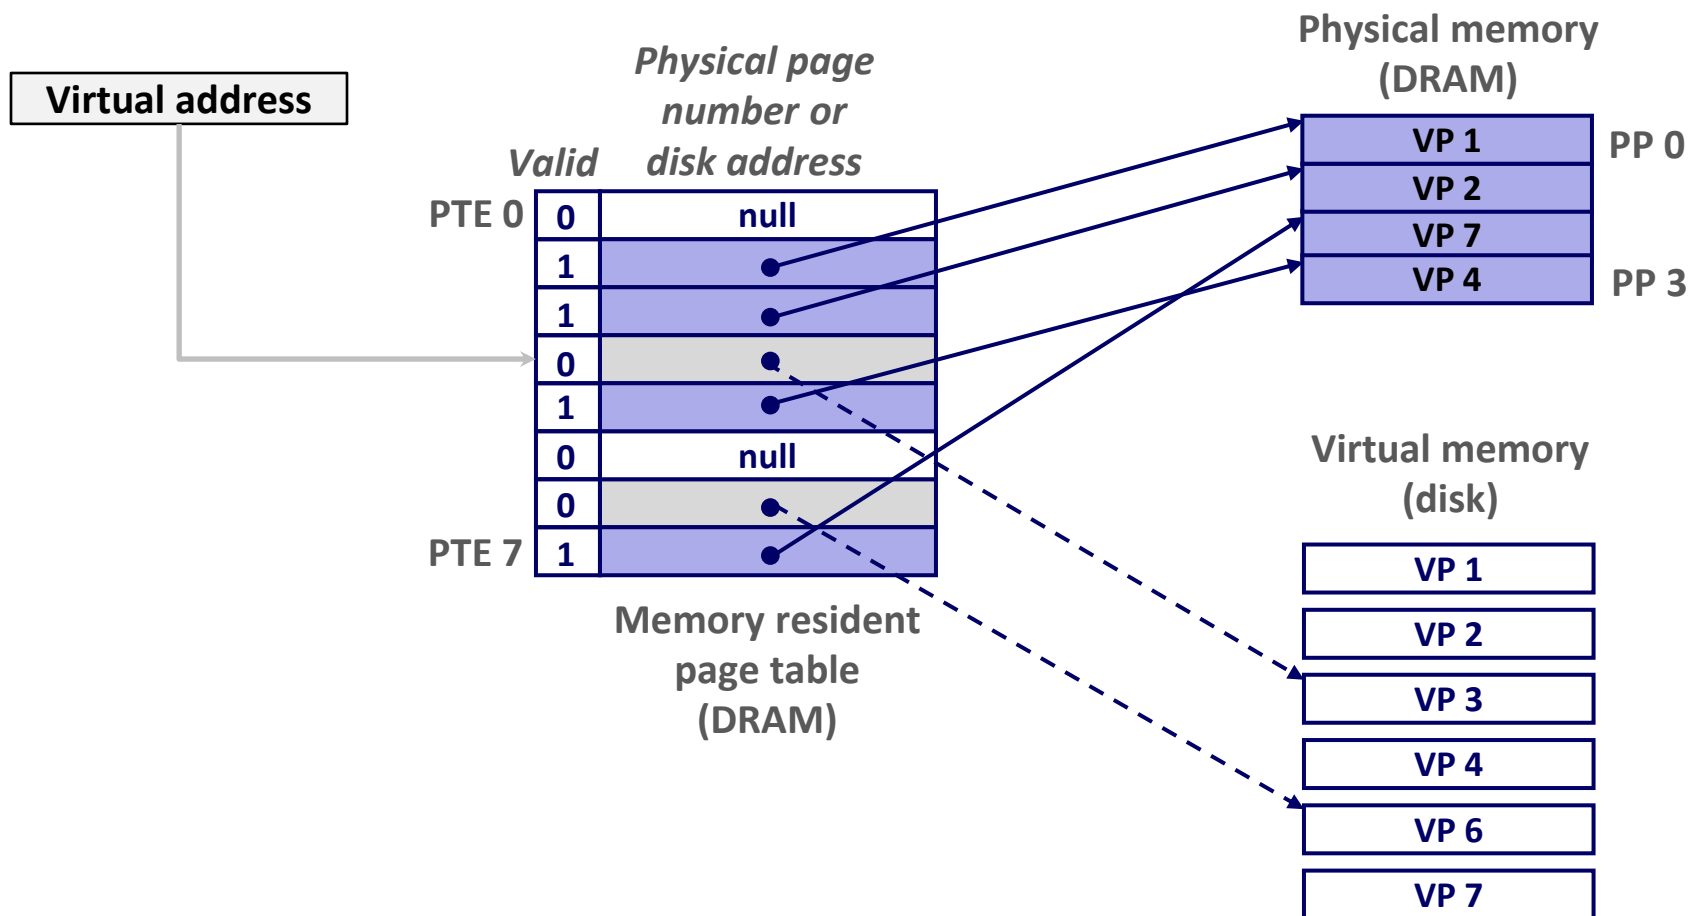 Virtual address
Physical page
number or
disk address
Valid
PTE 0
0
null
1
1
0
1
0
null
0
PTE 7
1
Memory resident
page table
(DRAM)
Physical memory
(DRAM)
VP 1
PP 0
VP 2
VP 7
VP 4
PP 3
Virtual memory
(disk)
VP 1
VP 2
VP 3
VP 4
VP 6
VP 7